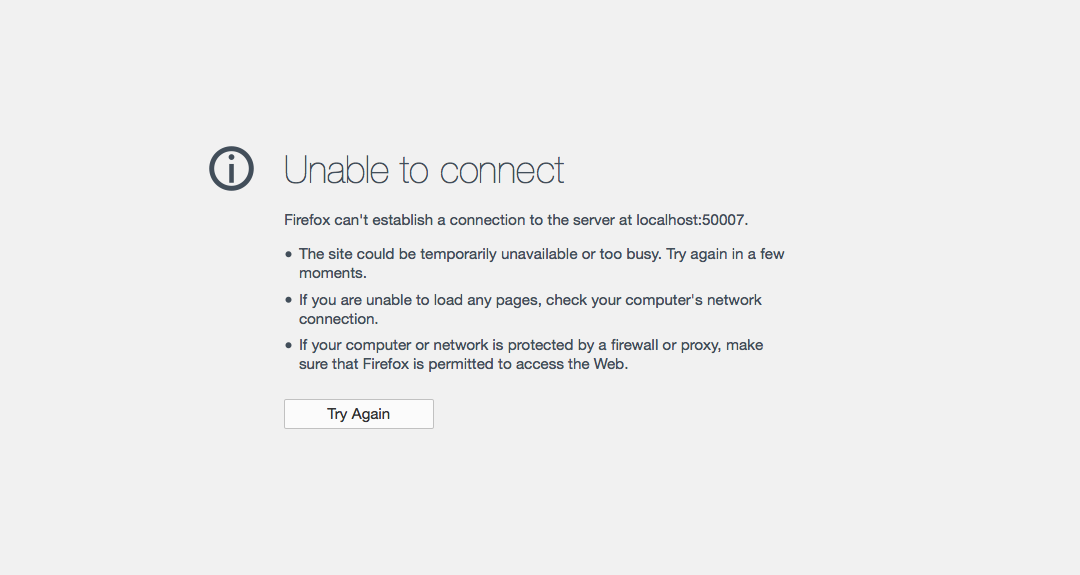 Unable to connect
Firefox can't establish a connection to the server at localhost:50007.
• The site could be temporarily unavailable or too busy. Try again in a few
moments.
• If you are unable to load any pages, check your computer's network
connection.
• If your computer or network is protected by a firewall or proxy, make
sure that Firefox is permitted to access the Web.
Try Again